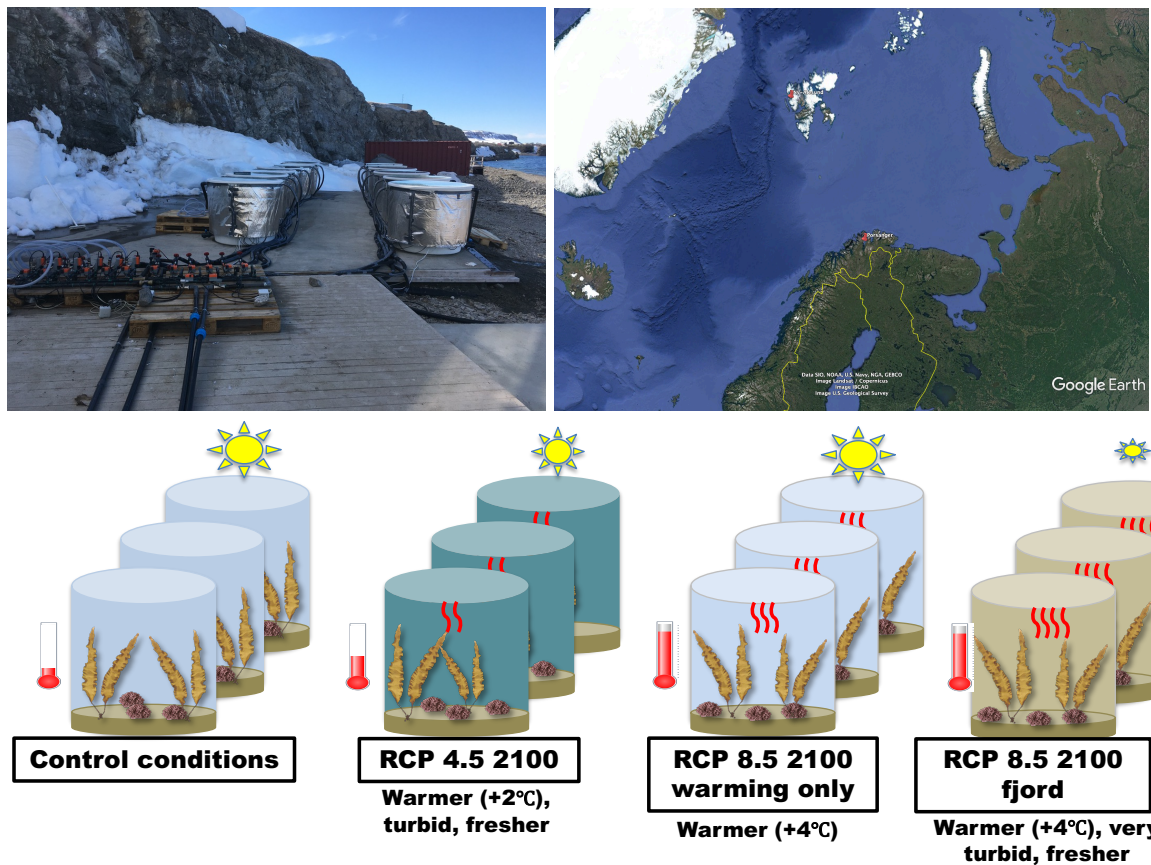 Porsanger
Data SIO, NOAA, U.S. Navy, NGA, GEBCO
Image Landsat / Copernicus
Image IBCAO
Image U.S. Geological Survey
Google Earth
Control conditions
RCP 4.5 2100
Warmer (+2℃),
turbid, fresher
RCP 8.5 2100
warming only
Warmer (+4℃)
RCP 8.5 2100
fjord
Warmer (+4℃), very
turbid, fresher